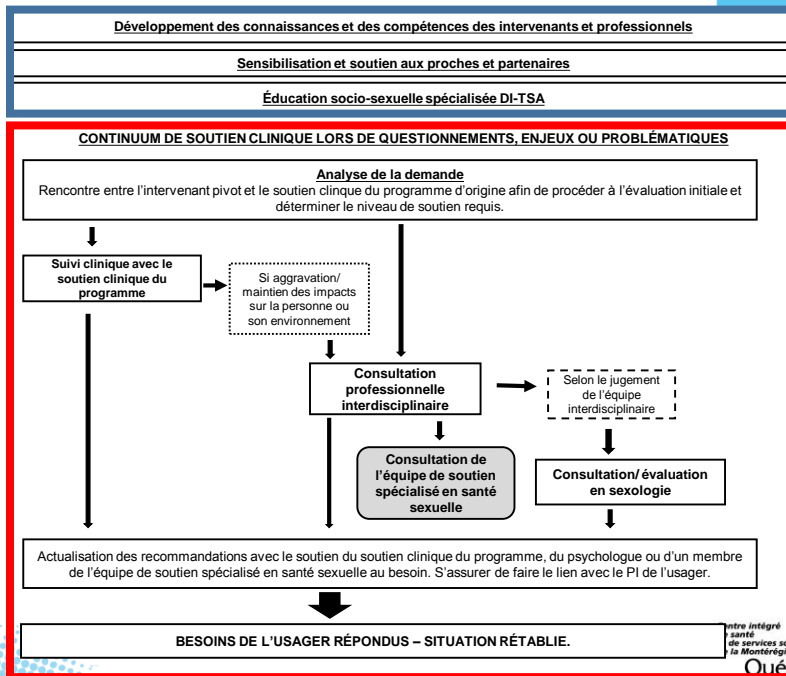 Développement des connaissances et des compétences des intervenants et professionnels
Sensibilisation et soutien aux proches et partenaires
Éducation socio-sexuelle spécialisée DI-TSA
CONTINUUM DE SOUTIEN CLINIQUE LORS DE QUESTIONNEMENTS, ENJEUX OU PROBLÉMATIQUES
Analyse de la demande
Rencontre entre l'intervenant pivot et le soutien clinque du programme d'origine afin de procéder à l'évaluation initiale et
déterminer le niveau de soutien requis.
Suivi clinique avec le
soutien clinique du
programme
Si aggravation/
maintien des impacts
sur la personne ou
son environnement
Consultation
professionnelle
interdisciplinaire
Selon le jugement
de l'équipe
interdisciplinaire
Consultation de
l'équipe de soutien
spécialisé en santé
sexuelle
Consultation/ évaluation
en sexologie
Actualisation des recommandations avec le soutien du soutien clinique du programme, du psychologue ou d'un membre
de l'équipe de soutien spécialisé en santé sexuelle au besoin. S'assurer de faire le lien avec le PI de l'usager.
BESOINS DE L'USAGER RÉPONDUS – SITUATION RÉTABLIE.
intégré
santé
de services
la